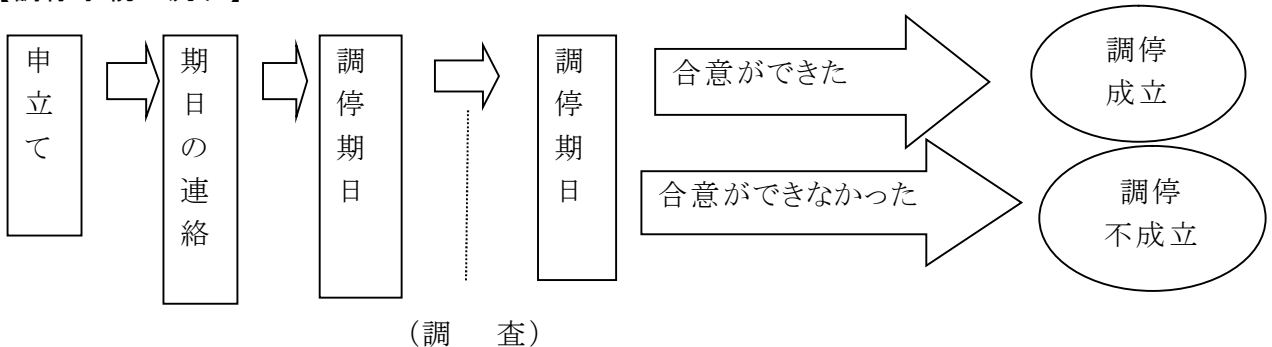 申立て
期日の連絡
調停期日
調停期日
合意ができた
調停
成立
合意ができなかった
調停
不成立
（調　査）